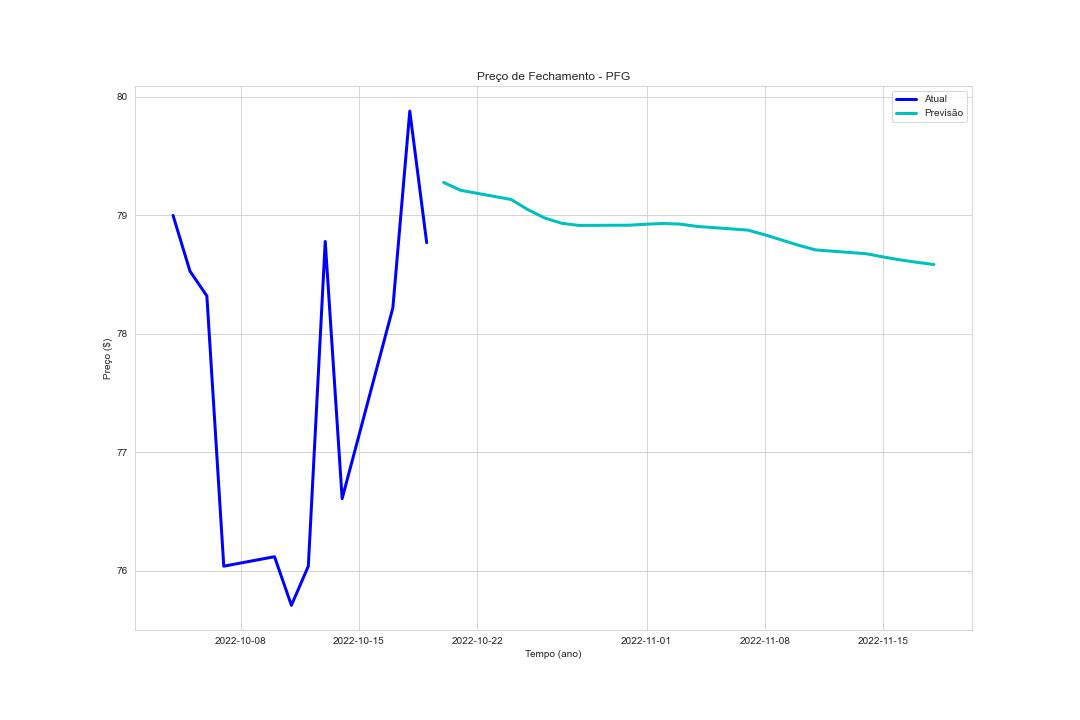 Preço de Fechamento - PFG
Atual
Previsão
80
79
78
77
76
Preço ($)
2022-10-08
2022-10-15
2022-10-22
2022-11-01
2022-11-08
2022-11-15
Tempo (ano)